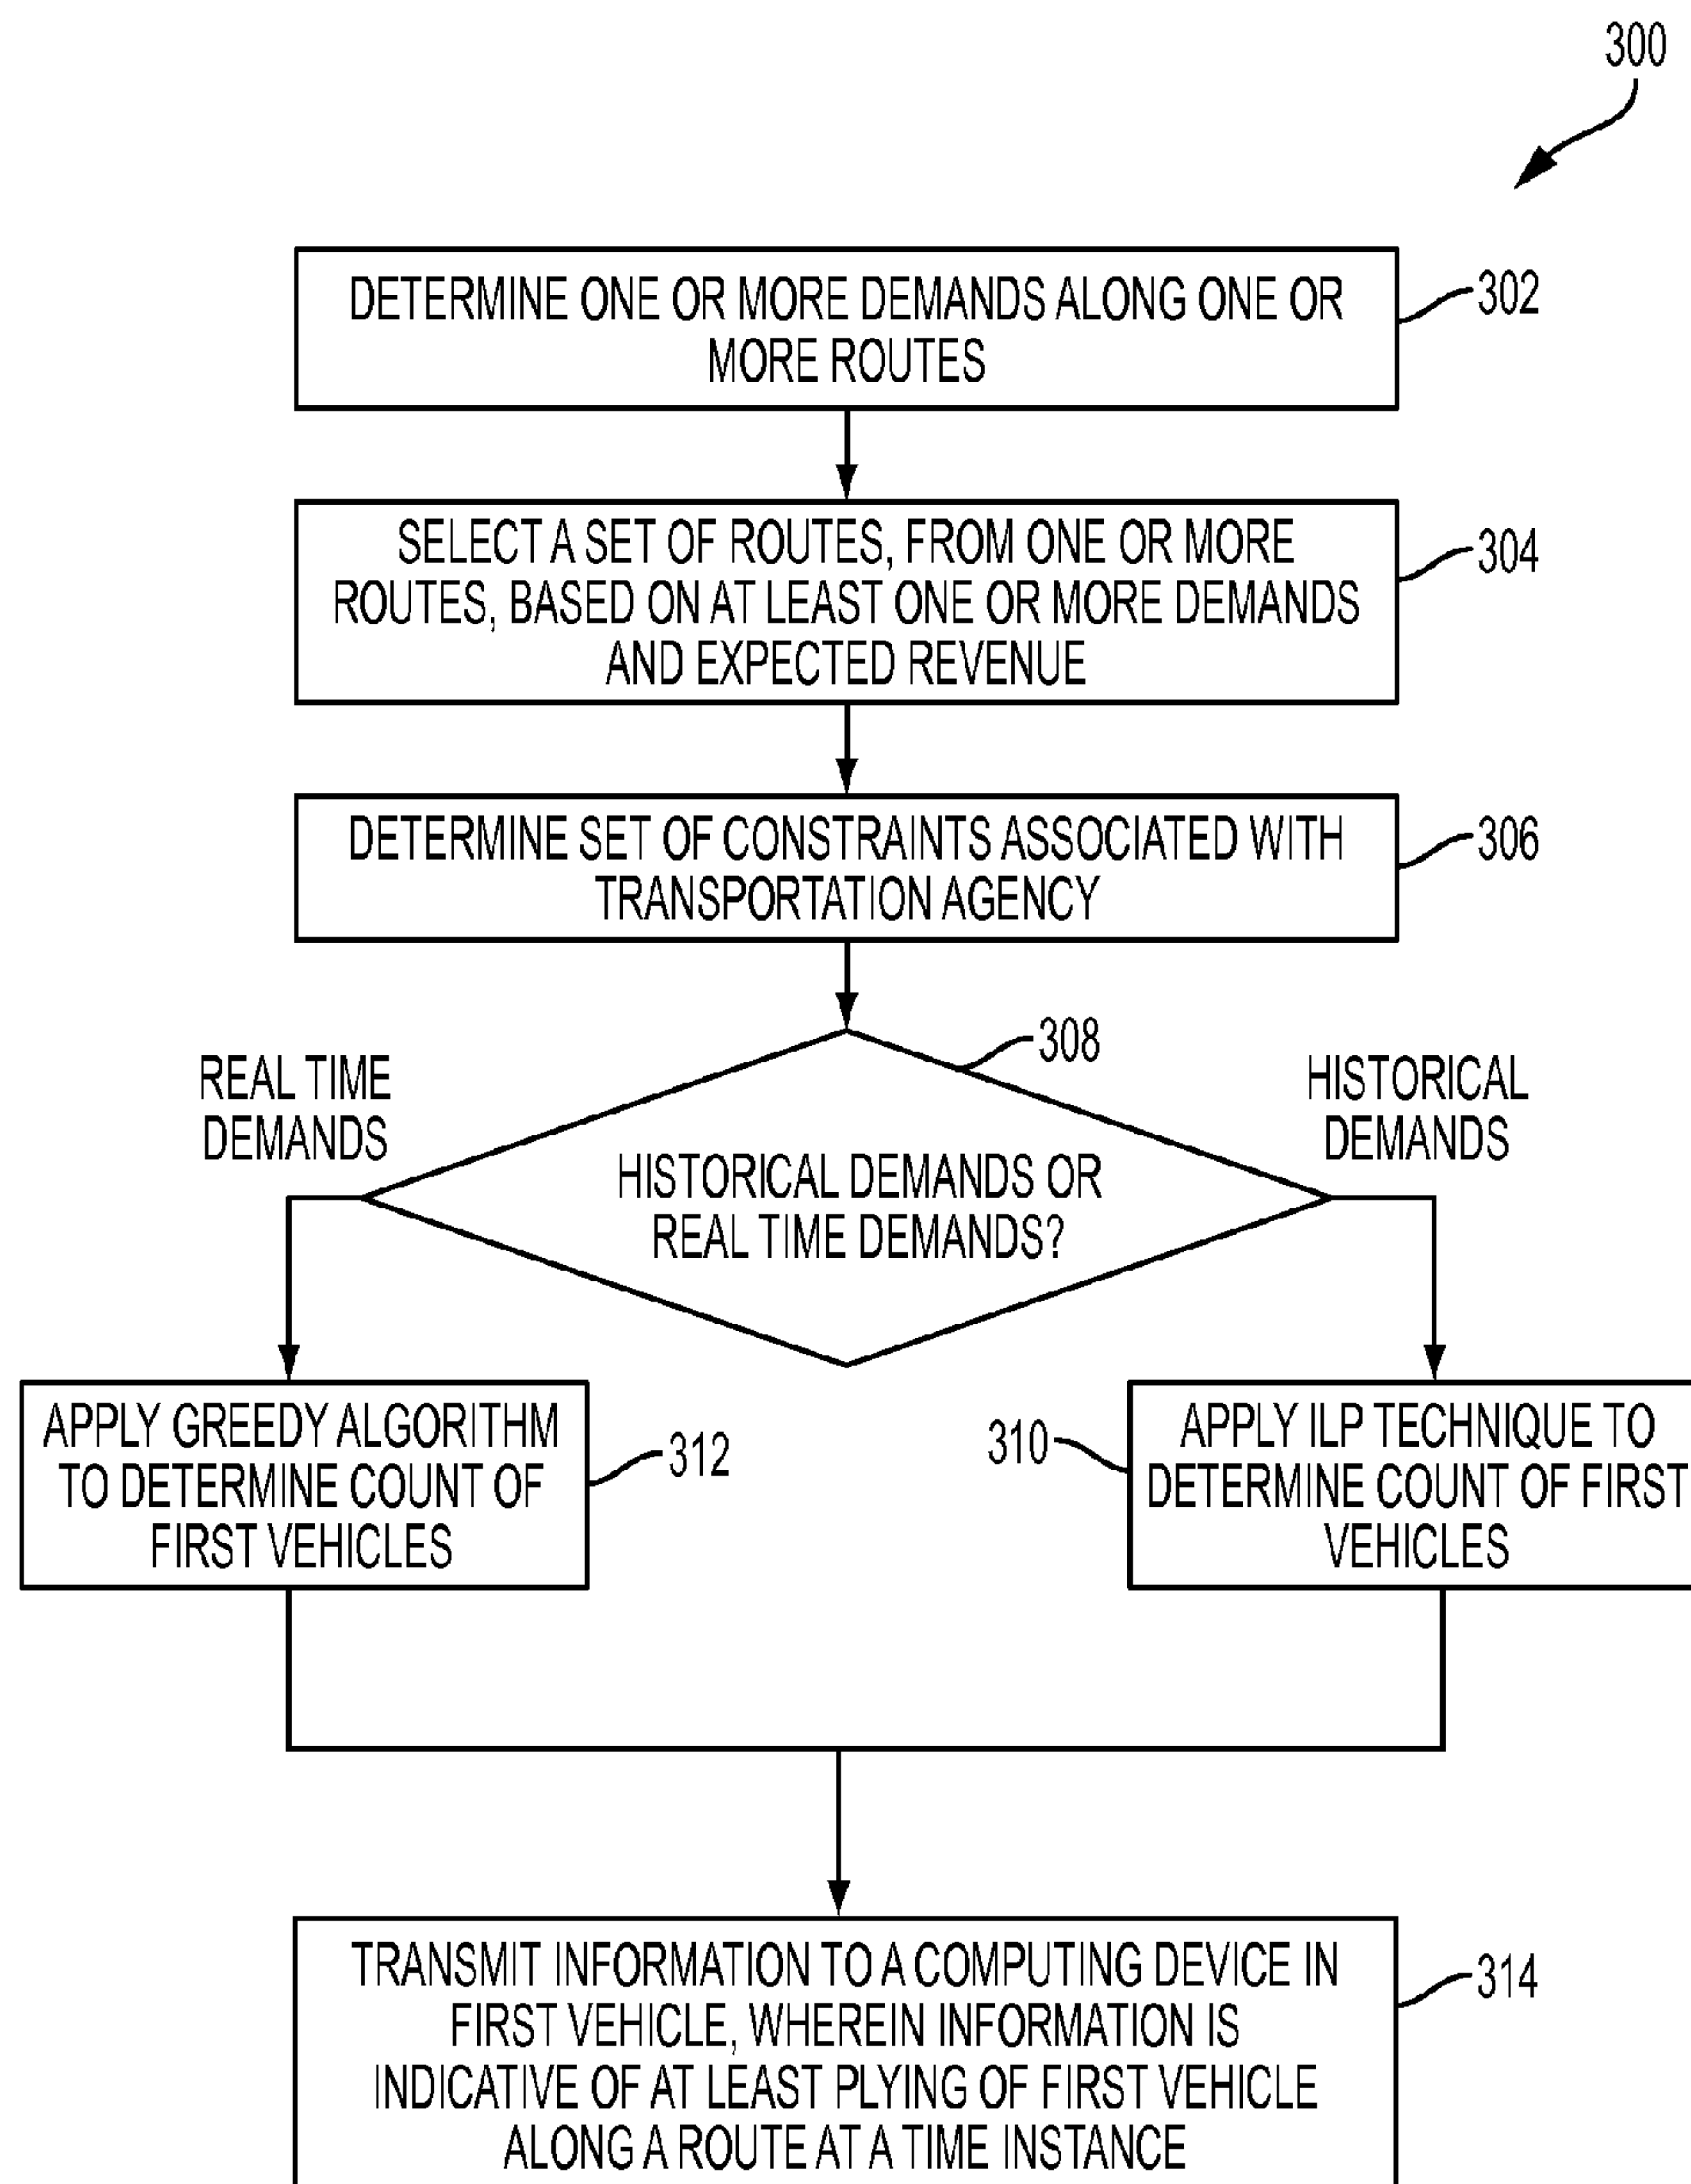 300
DETERMINE ONE OR MORE DEMANDS ALONG ONE OR
MORE ROUTES
302
SELECT A SET OF ROUTES, FROM ONE OR MORE
ROUTES, BASED ON AT LEAST ONE OR MORE DEMANDS
AND EXPECTED REVENUE
304
DETERMINE SET OF CONSTRAINTS ASSOCIATED WITH
TRANSPORTATION AGENCY
306
308
REAL TIME
DEMANDS
HISTORICAL
DEMANDS
HISTORICAL DEMANDS OR
REAL TIME DEMANDS?
APPLY GREEDY ALGORITHM
TO DETERMINE COUNT OF
FIRST VEHICLES
312
310
APPLY ILP TECHNIQUE TO
DETERMINE COUNT OF FIRST
VEHICLES
TRANSMIT INFORMATION TO A COMPUTING DEVICE IN
FIRST VEHICLE, WHEREIN INFORMATION IS
INDICATIVE OF AT LEAST PLYING OF FIRST VEHICLE
ALONG A ROUTE AT A TIME INSTANCE
314